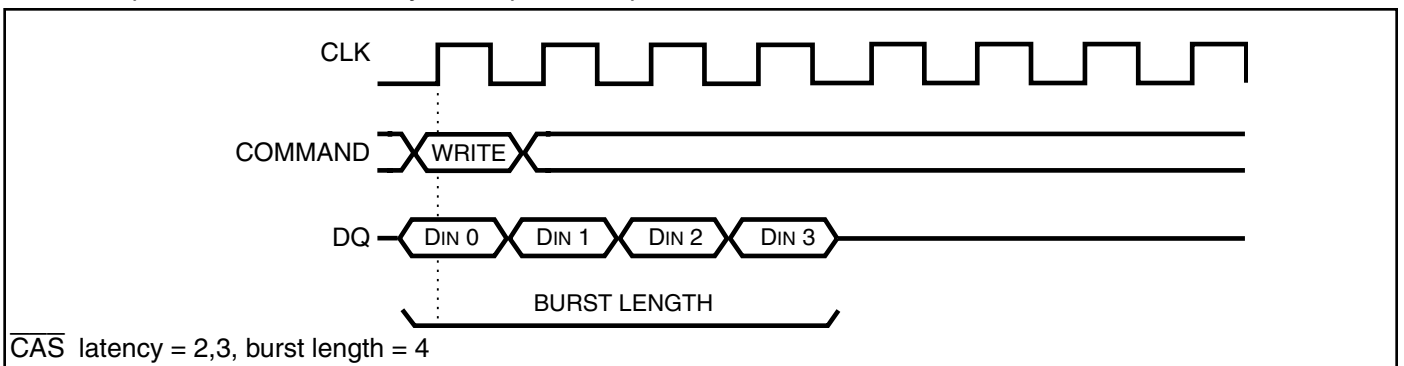 CLK
COMMAND WRITE
DQ DIN 0 DIN 1 DIN 2 DIN 3
BURST LENGTH
CAS latency = 2,3, burst length = 4